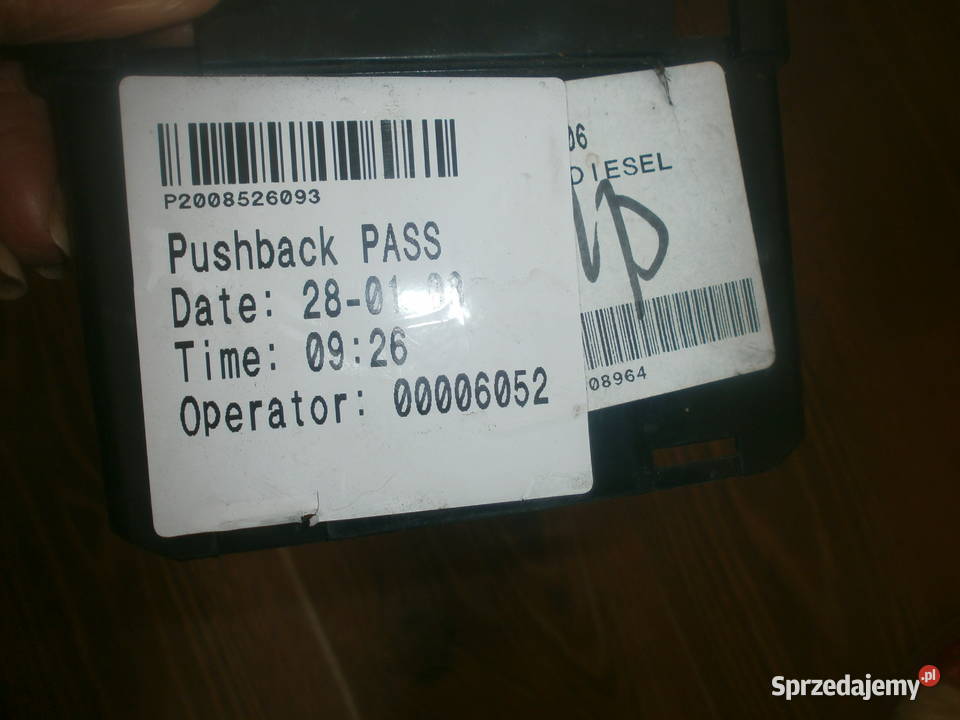 P2008526093
Pushback PASS
Date: 28-01
Time: 09:26
Operator: 00006052
06
DIESEL
08964
Sprzedajemy.pl